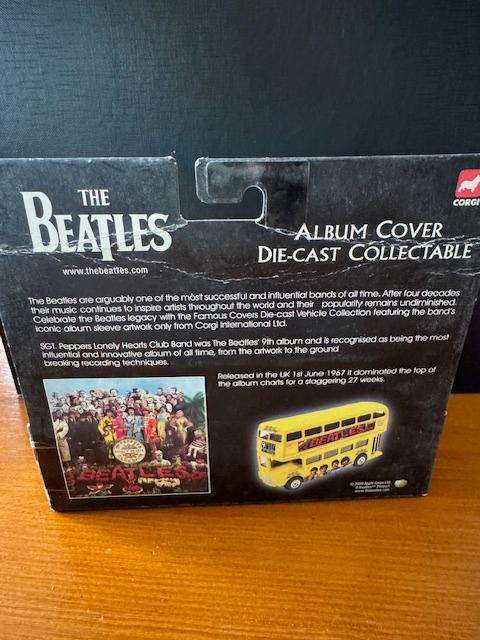 THE
BEATLES
www.thebeatles.com
CORGI
ALBUM COVER
DIE-CAST COLLECTABLE
The Beatles are arguably one of the most successful and influential bands of all time. After four decades
their music continues to inspire artists throughout the world and their popularity remains undiminished.
Celebrate the Beatles legacy with the Famous Covers Die-cast Vehicle Collection featuring the band's
iconic album sleeve artwork only from Corgi International Ltd.
SGT. Peppers Lonely Hearts Club Band was The Beatles' 9th album and is recognised as being the most
influential and innovative album of all time, from the artwork to the ground
breaking recording techniques.
Released in the UK 1st June 1967 it dominated the top of
the album charts for a staggering 27 weeks.
BEATLES
BEATLES